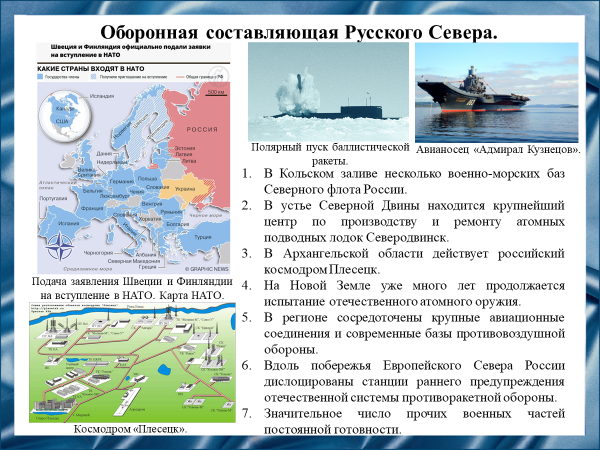 Оборонная составляющая Русского Севера.
Швеция и Финляндия официально подали заявки
на вступление в НАТО
КАКИЕ СТРАНЫ ВХОДЯТ В НАТО
Государства-члены
Получили приглашения на вступление
Общая граница с РФ
500 км
Исландия
Канада
США
Норвегия
Швеция
РОССИЯ
Эстония
Латвия
Литва
Дания
Нидерланды
Германия
Польша
Бельгия
Украина
Словакия
Люксембург
Чехия
Франция
Венгрия
Румыния
Португалия
Словения
Хорватия
Черное море
Испания
Болгария
Италия
Турция
Черногория
Албания
Северная Македония
Греция
Средиземное море
© GRAPHIC NEWS
Подача заявления Швеции и Финляндии
на вступление в НАТО. Карта НАТО.
Космодром «Плесецк».
Полярный пуск баллистической
ракеты.
Авианосец «Адмирал Кузнецов».
1. В Кольском заливе несколько военно-морских баз
Северного флота России.
2. В устье Северной Двины находится крупнейший
центр по производству и ремонту атомных
подводных лодок Северодвинск.
3. В Архангельской области действует российский
космодром Плесецк.
4. На Новой Земле уже много лет продолжается
испытание отечественного атомного оружия.
5. В регионе сосредоточены крупные авиационные
соединения и современные базы противовоздушной
обороны.
6. Вдоль побережья Европейского Севера России
дислоцированы станции раннего предупреждения
отечественной системы противоракетной обороны.
7. Значительное число прочих военных частей
постоянной готовности.